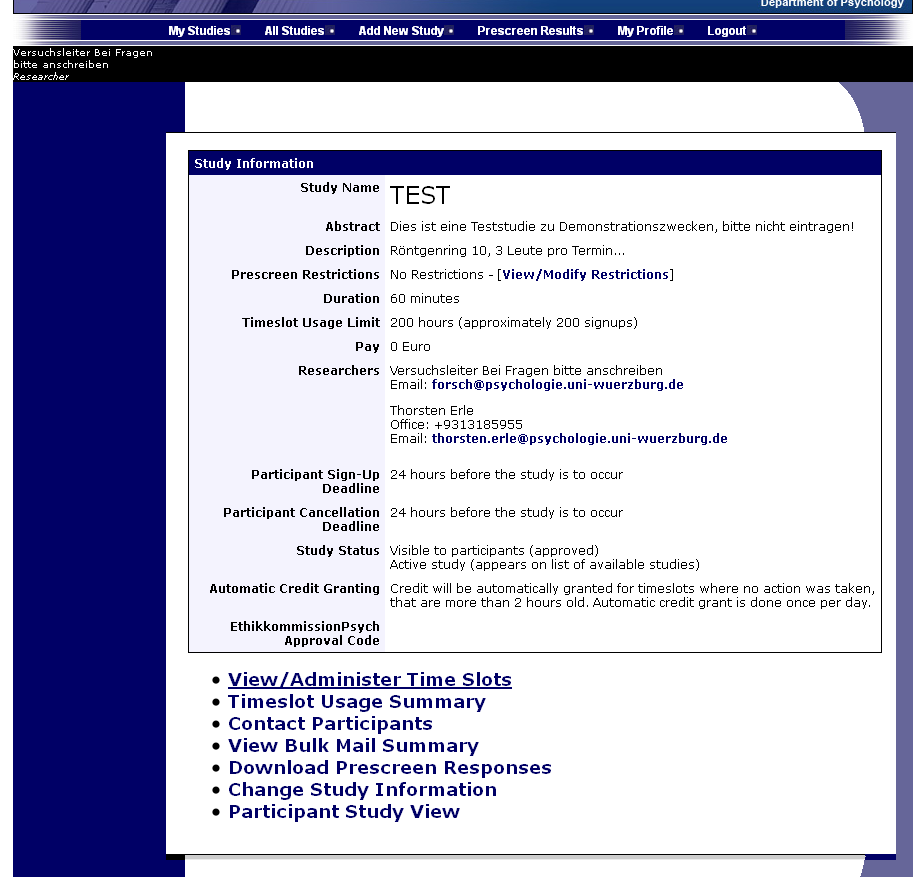 Department of Psychology
My Studies All Studies Add New Study Prescreen Results My Profile Logout
Versuchsleiter Bei Fragen
bitte anschreiben
Researcher
Study Information
Study Name TEST
Abstract Dies ist eine Teststudie zu Demonstrationszwecken, bitte nicht eintragen!
Description Röntgenring 10, 3 Leute pro Termin...
Prescreen Restrictions No Restrictions - [View/Modify Restrictions]
Duration 60 minutes
Timeslot Usage Limit 200 hours (approximately 200 signups)
Pay 0 Euro
Researchers Versuchsleiter Bei Fragen bitte anschreiben
Email: forsch@psychologie.uni-wuerzburg.de
Thorsten Erle
Office: +9313185955
Email: thorsten.erle@psychologie.uni-wuerzburg.de
Participant Sign-Up 24 hours before the study is to occur
Deadline
Participant Cancellation 24 hours before the study is to occur
Deadline
Study Status Visible to participants (approved)
Active study (appears on list of available studies)
Automatic Credit Granting Credit will be automatically granted for timeslots where no action was taken,
that are more than 2 hours old. Automatic credit grant is done once per day.
EthikkommissionPsych
Approval Code
• View/Administer Time Slots
• Timeslot Usage Summary
• Contact Participants
• View Bulk Mail Summary
• Download Prescreen Responses
• Change Study Information
• Participant Study View